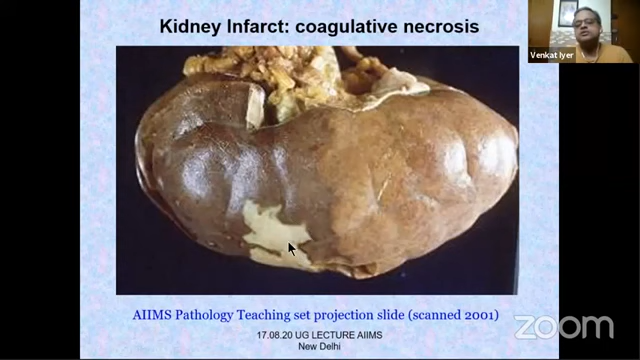 Kidney Infarct: coagulative necrosis
Venkat Iyer
AIIMS Pathology Teaching set projection slide (scanned 2001)
17.08.20 UG LECTURE AIIMS
New Delhi
zoom